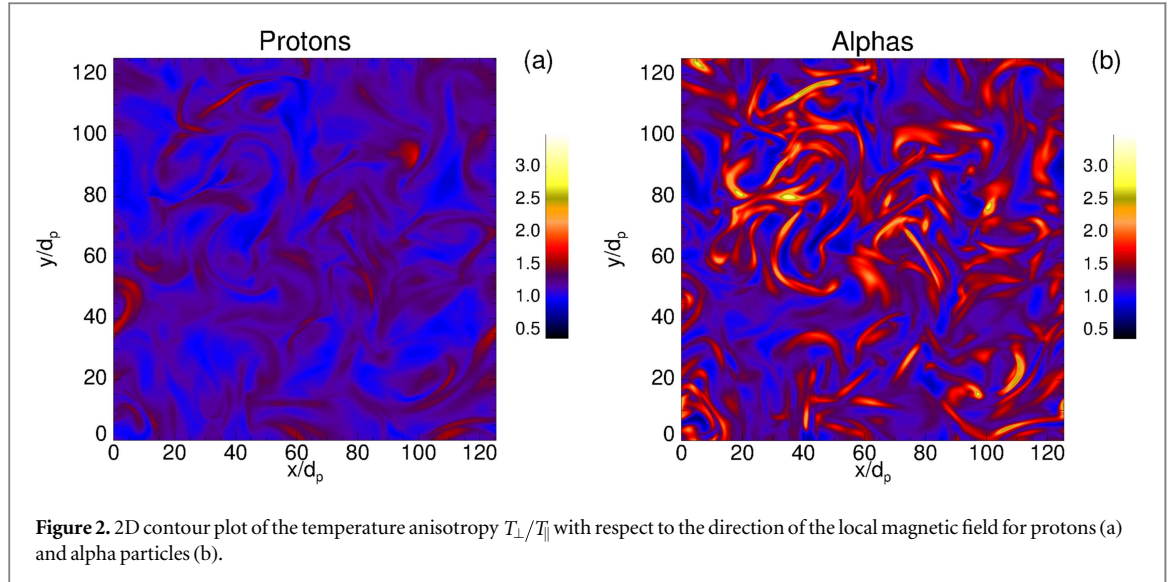 Protons
(a)
120
100
80
60
40
20
0
y/dp
0 20 40 60 80 100 120
x/dp
3.0
2.5
2.0
1.5
1.0
0.5
Alphas
(b)
120
100
80
60
40
20
0
y/dp
0 20 40 60 80 100 120
x/dp
3.0
2.5
2.0
1.5
1.0
0.5
Figure 2. 2D contour plot of the temperature anisotropy T⊥/T∥ with respect to the direction of the local magnetic field for protons (a)
and alpha particles (b).